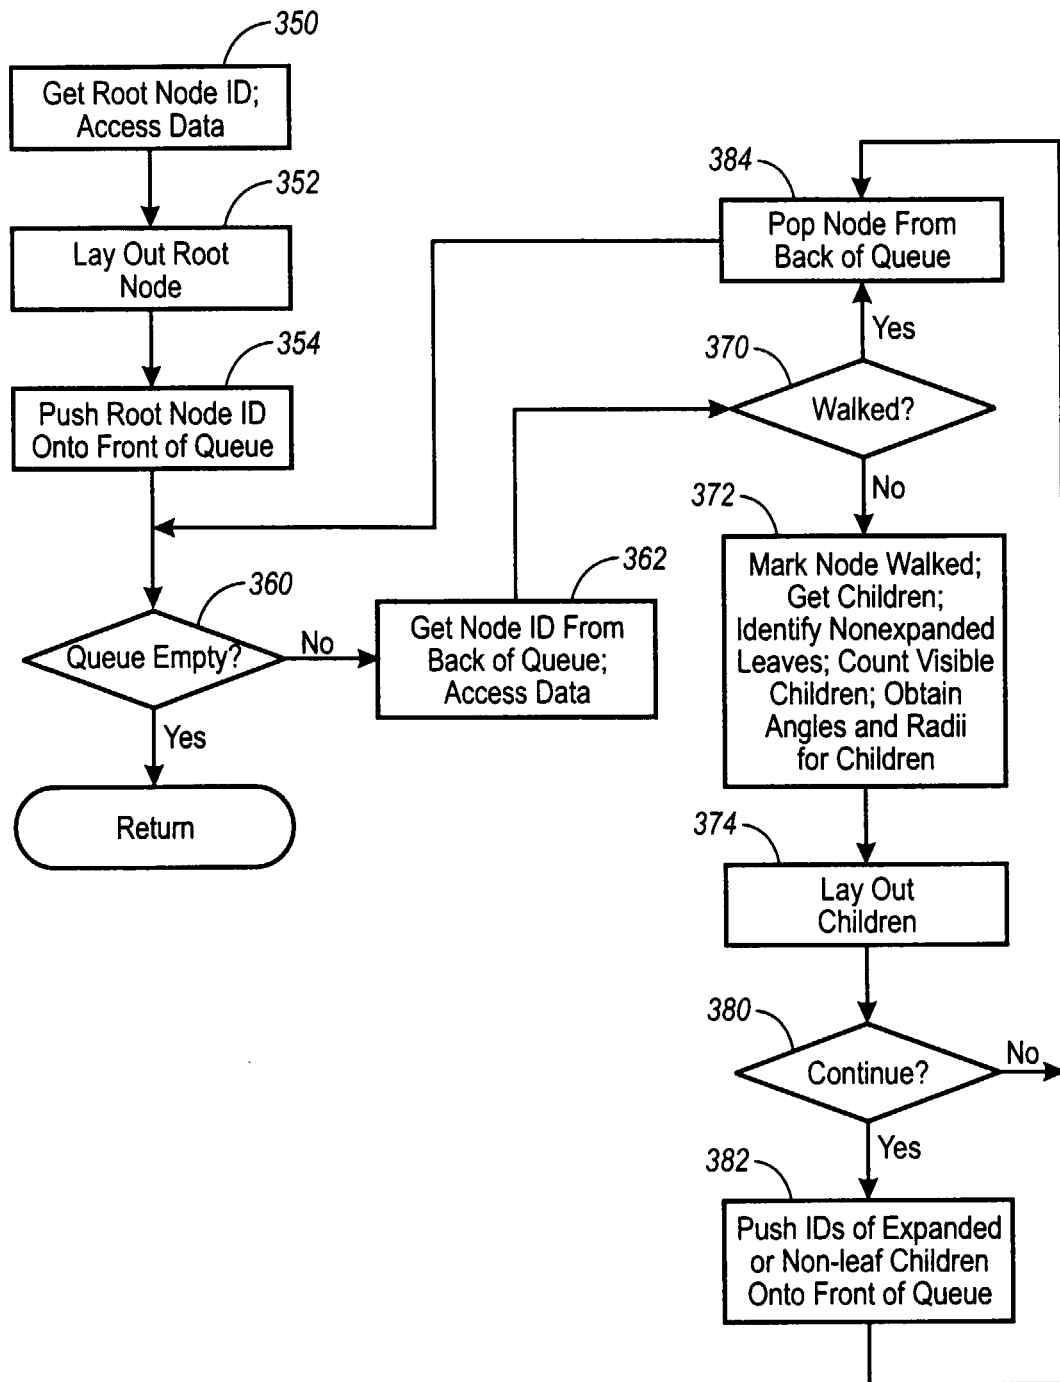 350
Get Root Node ID;
Access Data
352
Lay Out Root
Node
354
Push Root Node ID
Onto Front of Queue
360
Queue Empty?
No
Yes
Return
362
Get Node ID From
Back of Queue;
Access Data
384
Pop Node From
Back of Queue
Yes
370
Walked?
No
372
Mark Node Walked;
Get Children;
Identify Nonexpanded
Leaves; Count Visible
Children; Obtain
Angles and Radii
for Children
374
Lay Out
Children
380
Continue?
No
Yes
382
Push IDs of Expanded
or Non-leaf Children
Onto Front of Queue